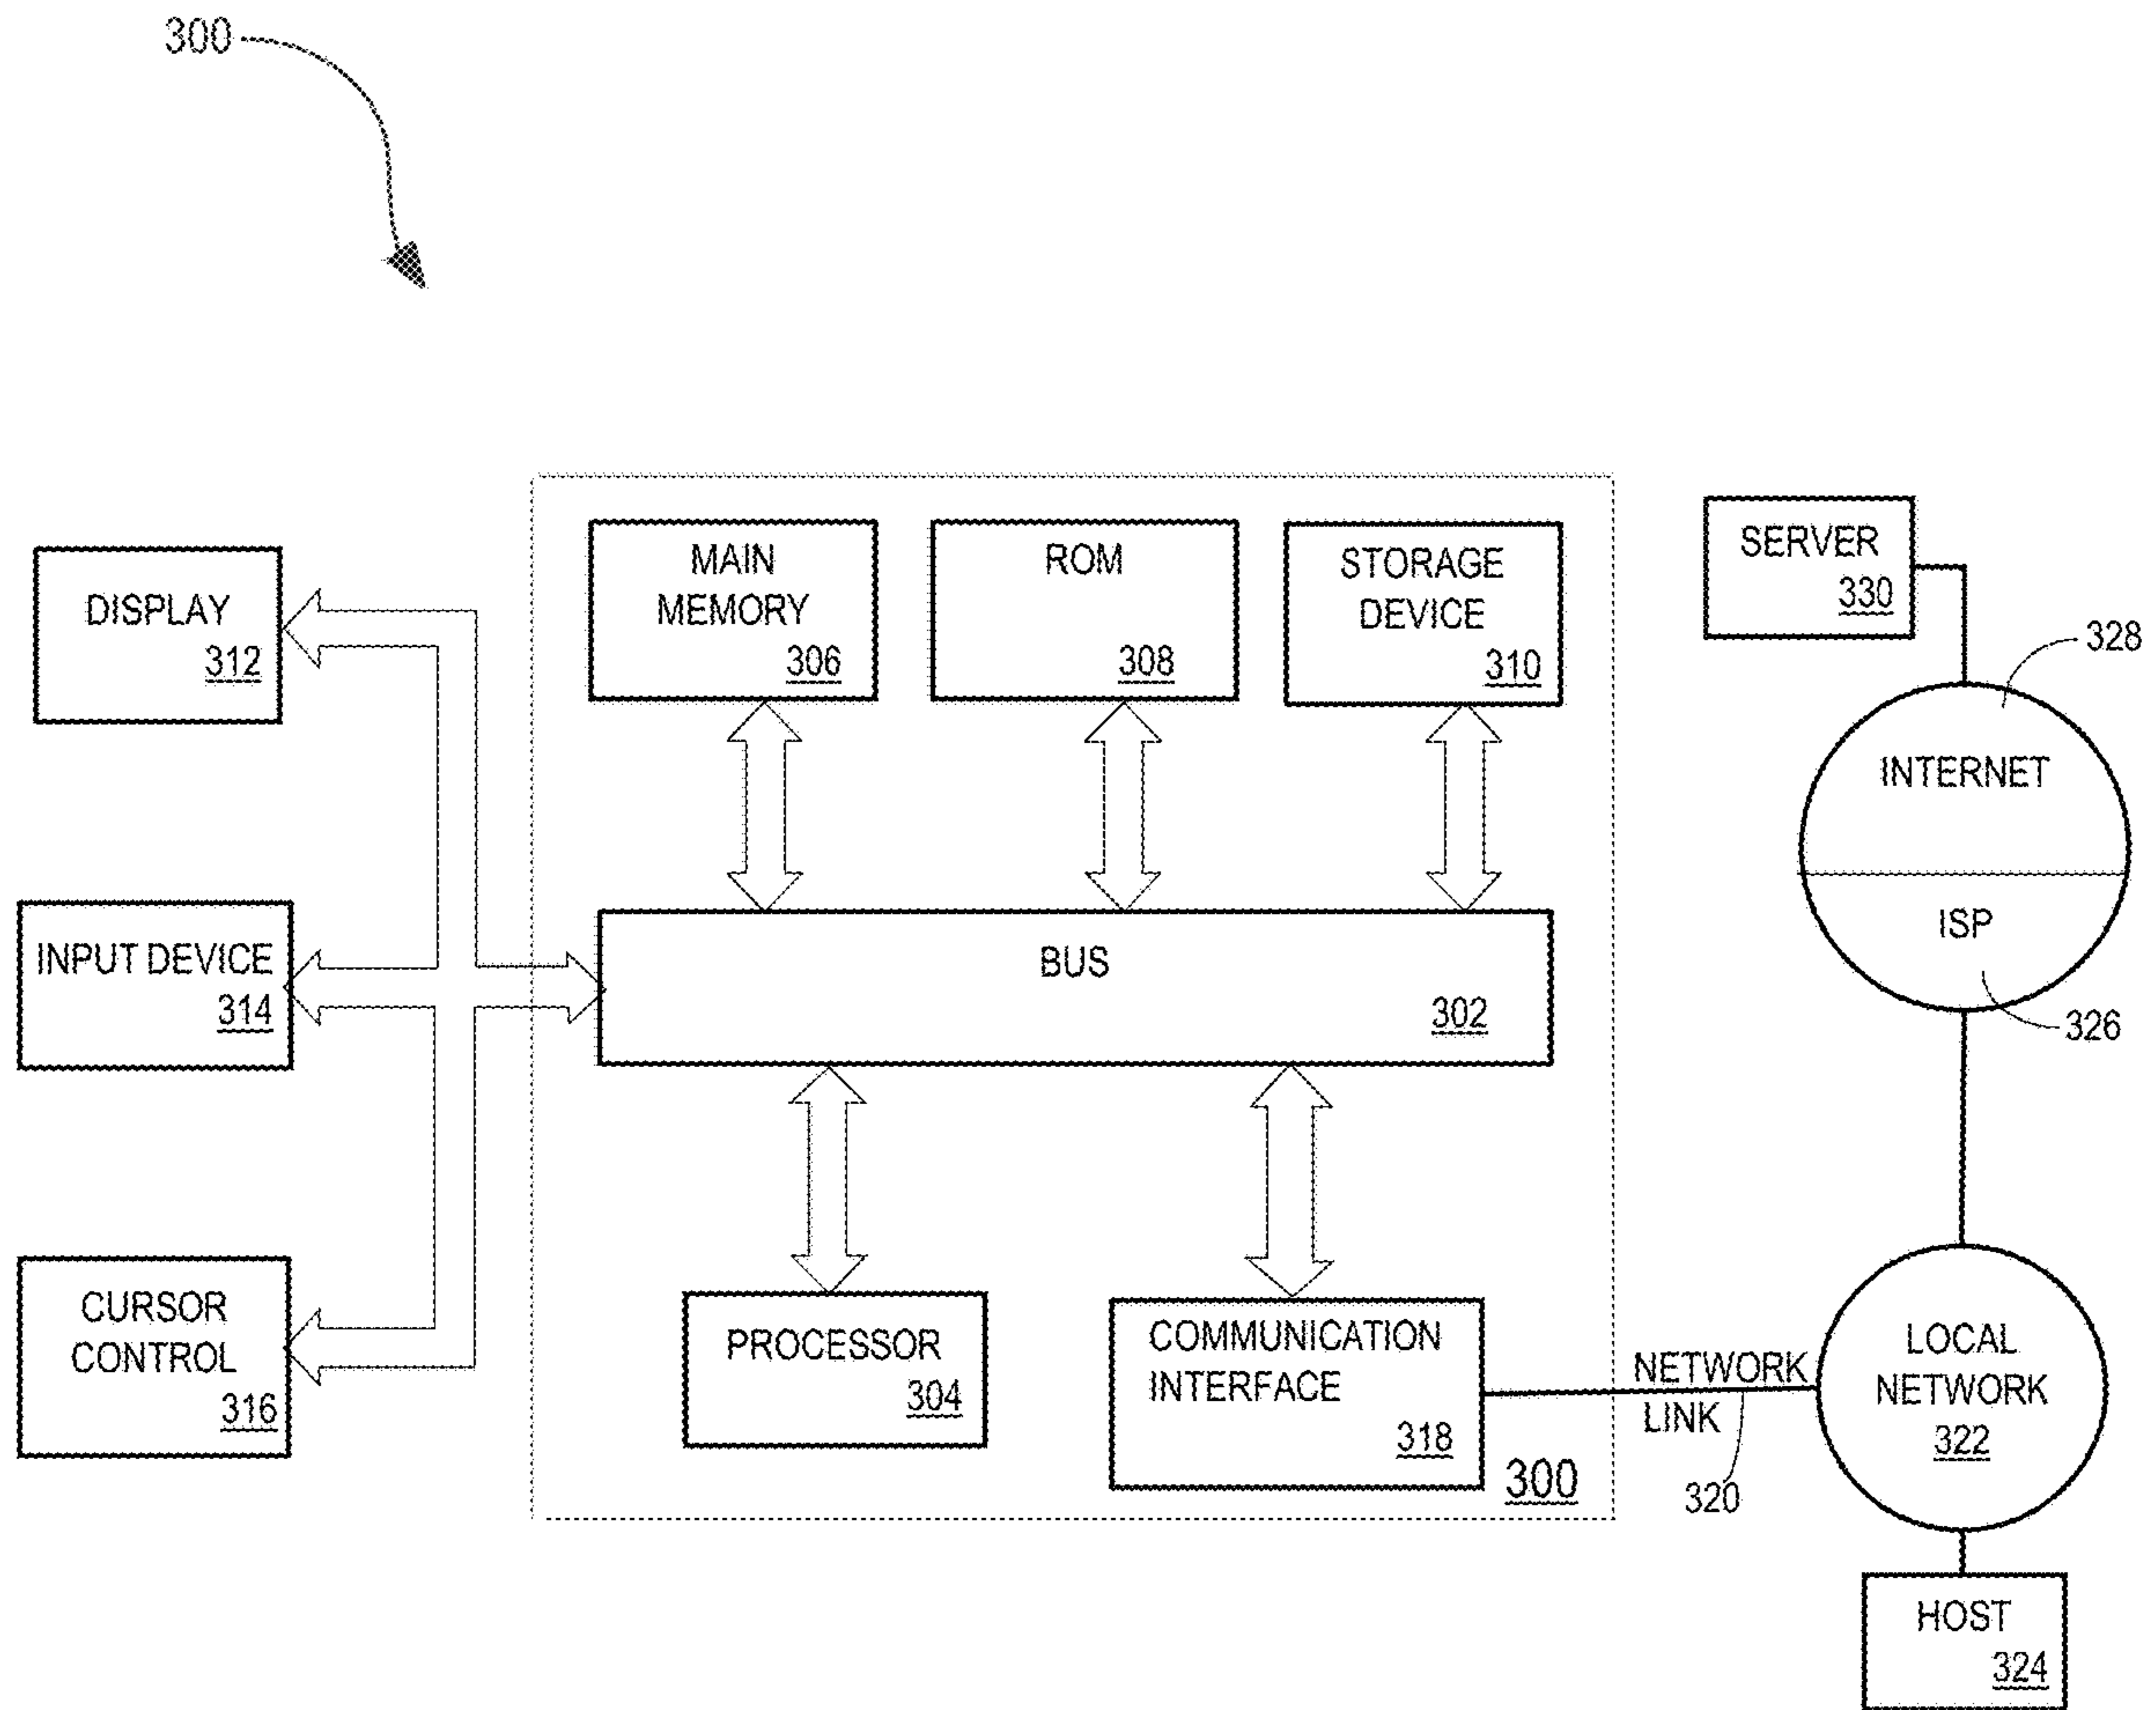 300
DISPLAY
312
INPUT DEVICE
314
CURSOR
CONTROL
316
MAIN
MEMORY
306
ROM
308
STORAGE
DEVICE
310
BUS
302
PROCESSOR
304
COMMUNICATION
INTERFACE
318
300
SERVER
330
328
INTERNET
ISP
326
NETWORK
LINK
320
LOCAL
NETWORK
322
HOST
324